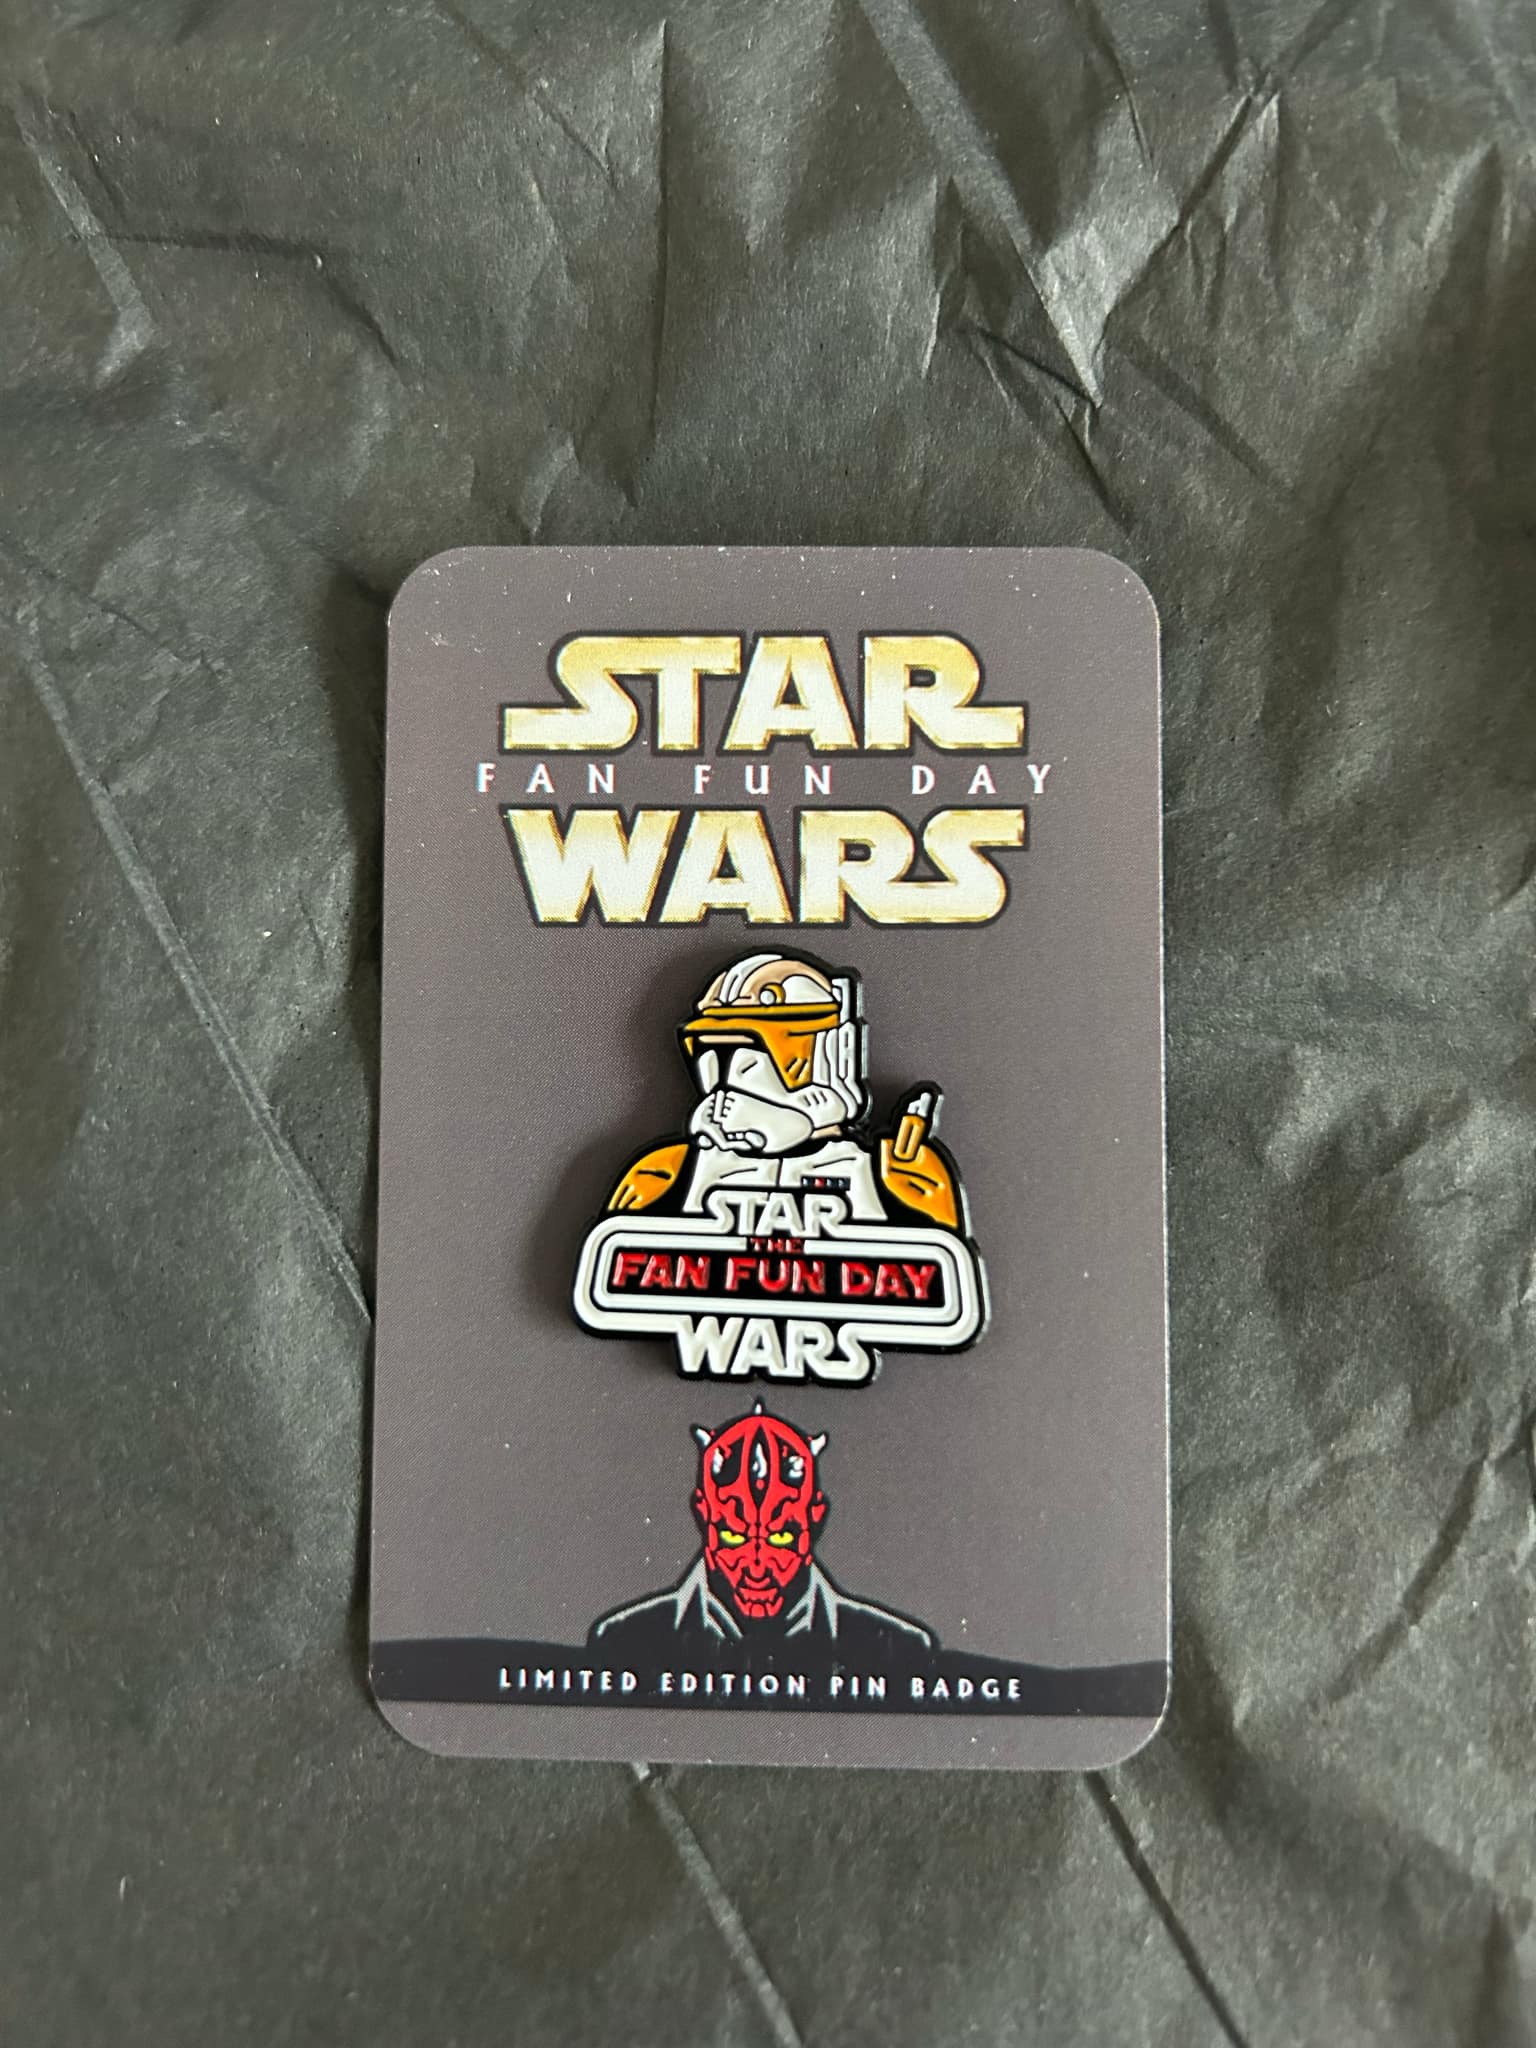 STAR
FAN FUN DAY
WARS
STAR
THE
FAN FUN DAY
WARS
LIMITED EDITION PIN BADGE